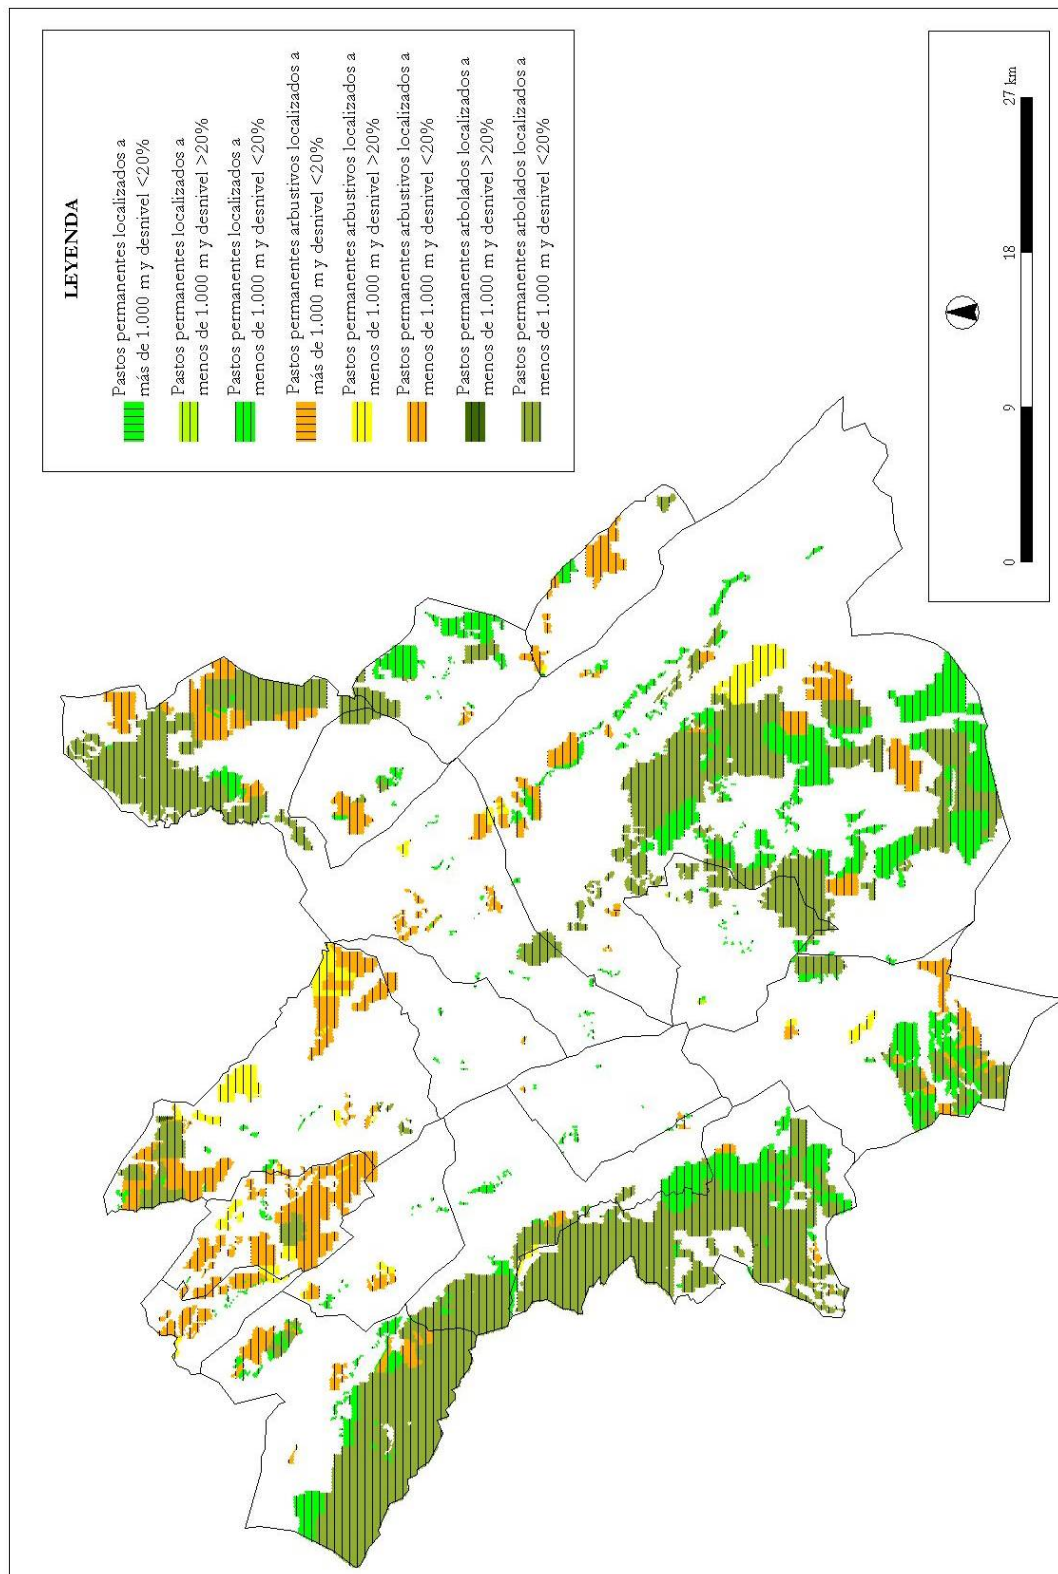 LEYENDA
Pastos permanentes localizados a
más de 1.000 m y desnivel <20%
Pastos permanentes localizados a
menos de 1.000 m y desnivel >20%
Pastos permanentes localizados a
menos de 1.000 m y desnivel <20%
Pastos permanentes arbustivos localizados a
más de 1.000 m y desnivel <20%
Pastos permanentes arbustivos localizados a
menos de 1.000 m y desnivel >20%
Pastos permanentes arbustivos localizados a
menos de 1.000 m y desnivel <20%
Pastos permanentes arbolados localizados a
menos de 1.000 m y desnivel >20%
Pastos permanentes arbolados localizados a
menos de 1.000 m y desnivel <20%
0 9 18 27 km